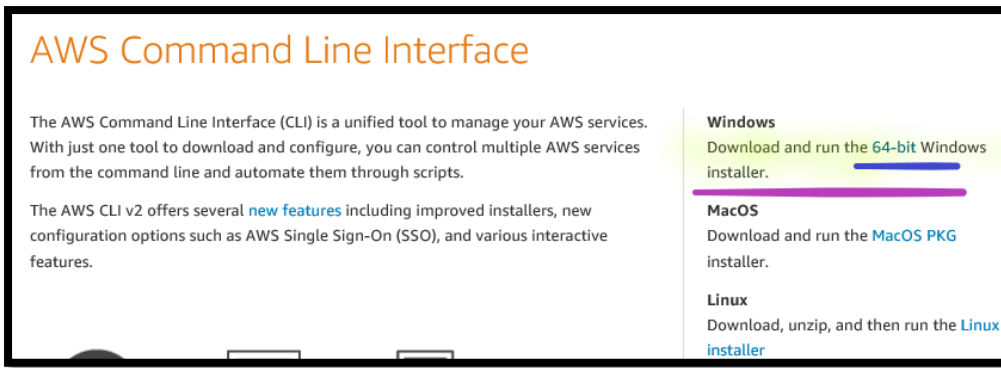 AWS Command Line Interface
The AWS Command Line Interface (CLI) is a unified tool to manage your AWS services.
With just one tool to download and configure, you can control multiple AWS services
from the command line and automate them through scripts.
The AWS CLI v2 offers several new features including improved installers, new
configuration options such as AWS Single Sign-On (SSO), and various interactive
features.
Windows
Download and run the 64-bit Windows
installer.
MacOS
Download and run the MacOS PKG
installer.
Linux
Download, unzip, and then run the Linux
installer